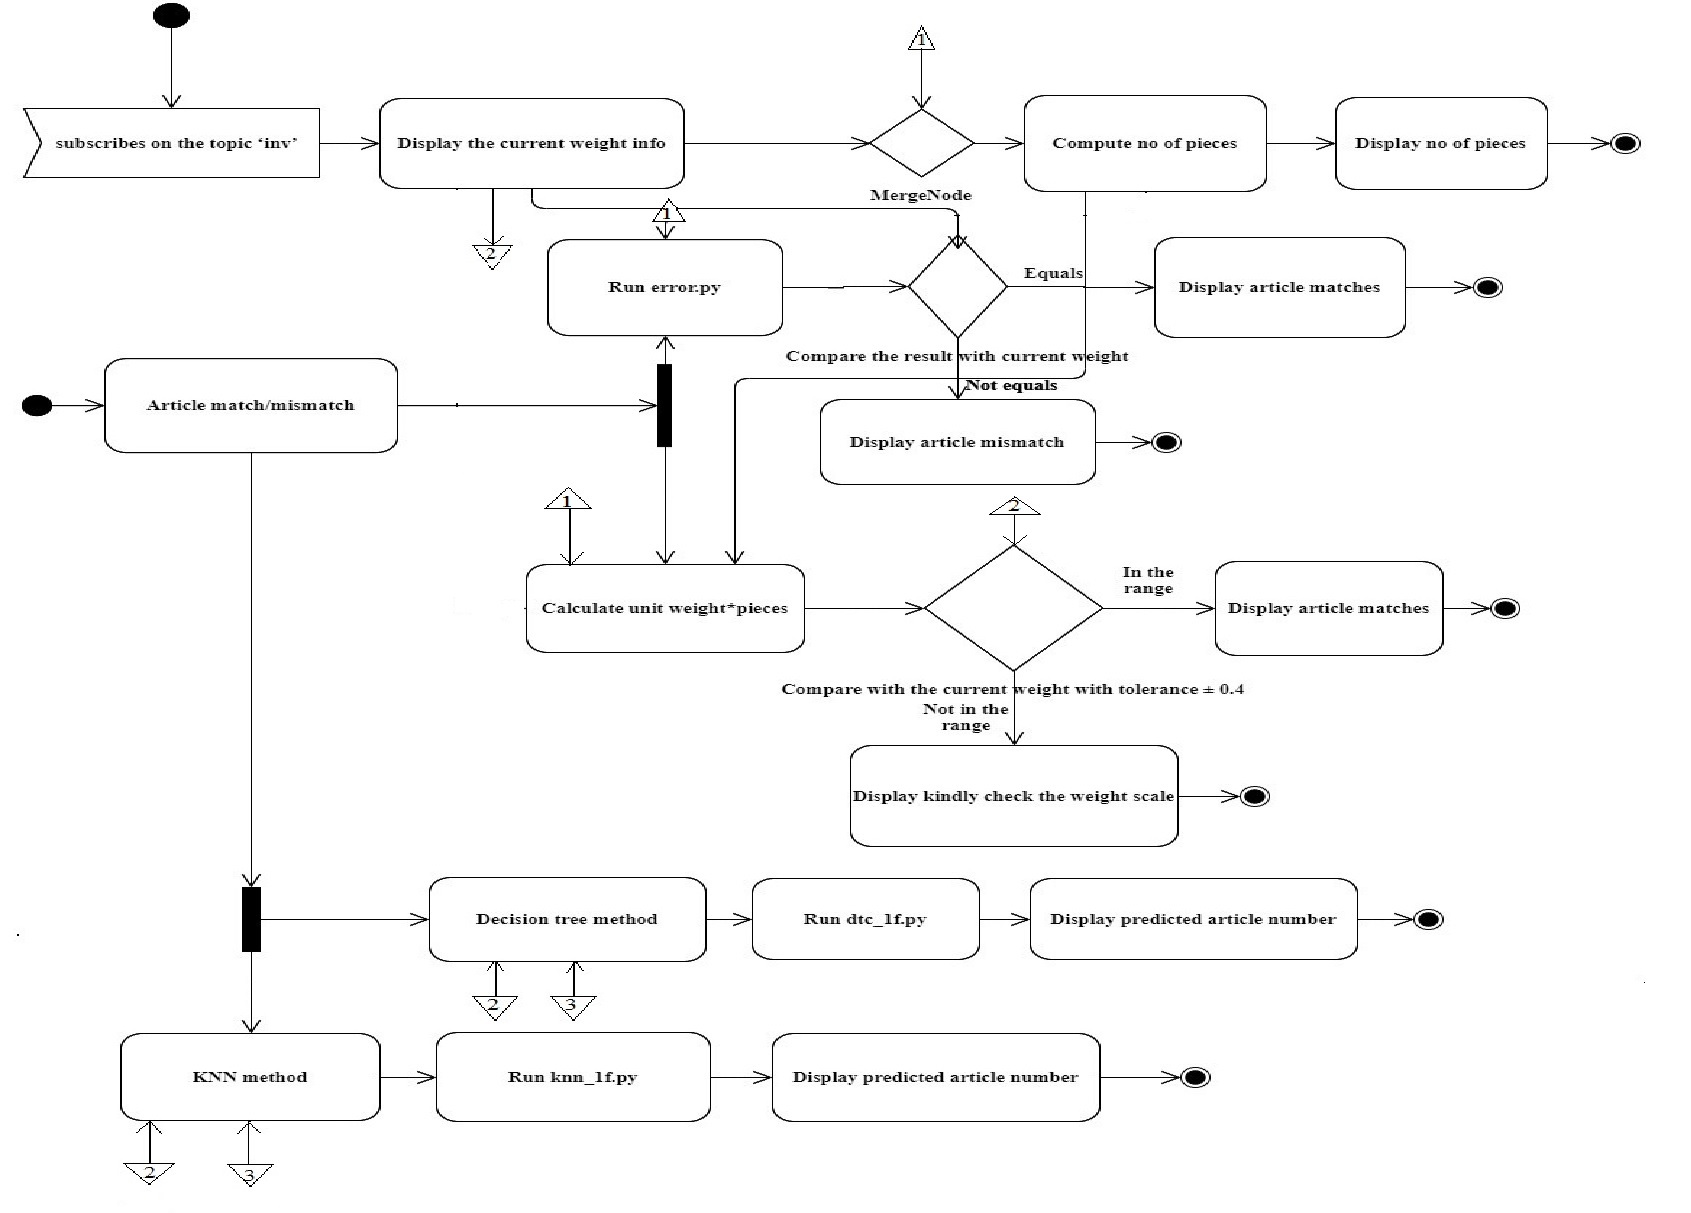 1
subscribes on the topic ‘inv’
Display the current weight info
Compute no of pieces
Display no of pieces
MergeNode
1
2
Run error.py
Equals
Display article matches
Compare the result with current weight
Not equals
Article match/mismatch
Display article mismatch
1
2
In the
range
Calculate unit weight*pieces
Display article matches
Compare with the current weight with tolerance ± 0.4
Not in the
range
Display kindly check the weight scale
Decision tree method
Run dtc_1f.py
Display predicted article number
2
3
KNN method
Run knn_1f.py
Display predicted article number
2
3